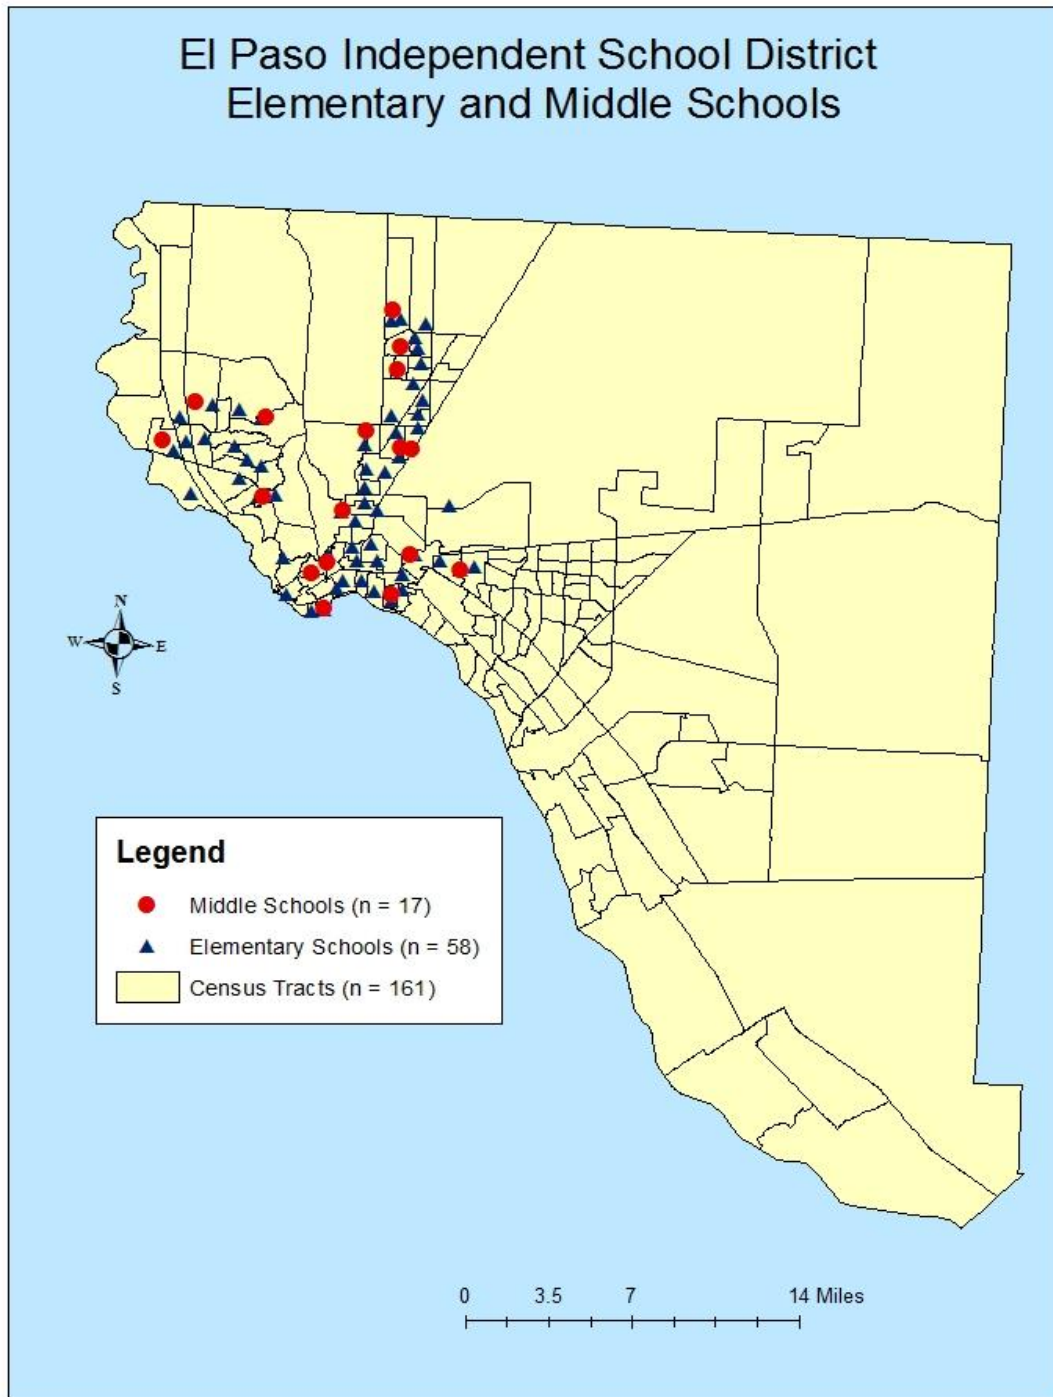 El Paso Independent School District
Elementary and Middle Schools
N
W E
S
Legend
Middle Schools (n = 17)
Elementary Schools (n = 58)
Census Tracts (n = 161)
0 3.5 7 14 Miles